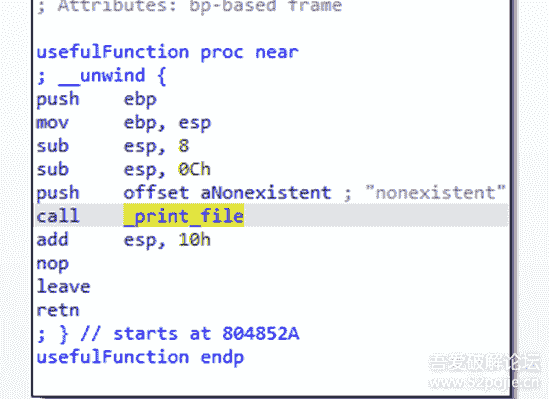 ; Attributes: bp-based frame
usefulFunction proc near
; __unwind {
push ebp
mov ebp, esp
sub esp, 8
sub esp, 0Ch
push offset aNonexistent ; "nonexistent"
call _print_file
add esp, 10h
nop
leave
retn
; } // starts at 804852A
usefulFunction endp
吾爱破解论坛
www.52pojie.cn